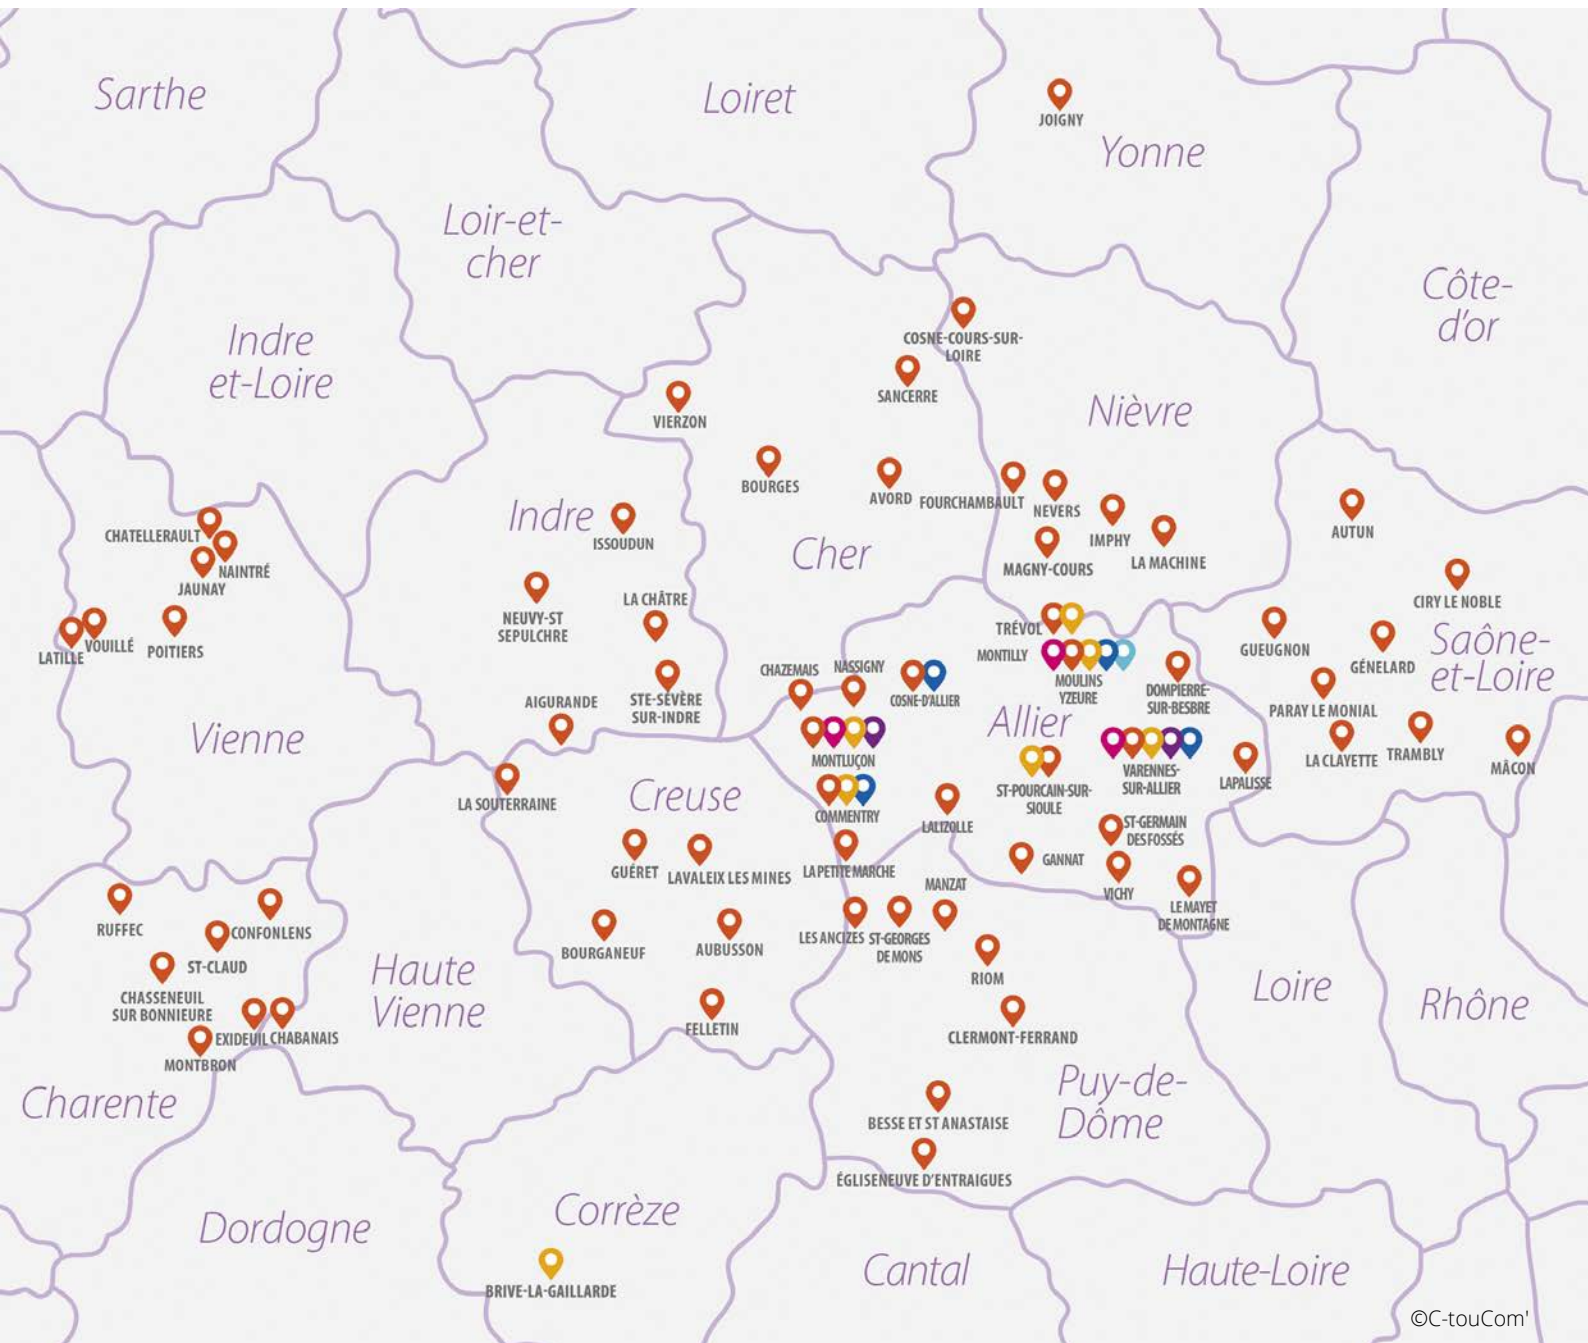 Sarthe
Loiret
JOIGNY
Yonne
Loir-et-
cher
Côte-
d'or
Indre
et-Loire
COSNE-COURS-SUR-
LOIRE
SANCERRE
VIERZON
Nièvre
BOURGES
AVORD
FOURCHAMBAULT
NEVERS
IMPHY
LA MACHINE
MAGNY-COURS
AUTUN
CHATELLERAULT
NAINTRÉ
JAUNAY
LATILLE
VOUILLÉ
POITIERS
Indre
ISSOUDUN
Cher
NEUVY-ST
SEPULCHRE
LA CHÂTRE
CIRY LE NOBLE
GUEUGNON
GÉNELARD
Saône-
et-Loire
TRÉVOL
MONTILLY
MOULINS
YZEURE
DOMPIERRE-
SUR-BESBRE
PARAY LE MONIAL
CHAZEMAIS
NASSIGNY
COSNE-D'ALLIER
AIGURANDE
STE-SÉVÈRE
SUR-INDRE
Vienne
Allier
MONTLUÇON
VARENNES-
SUR-ALLIER
LAPALISSE
LA CLAYETTE
TRAMBLY
MÂCON
LA SOUTERRAINE
Creuse
COMMENTRY
ST-POURCAIN-SUR-
SIOULE
LALIZOLLE
ST-GERMAIN
DES FOSSÉS
GUÉRET
LAVALEIX LES MINES
LA PETITE MARCHE
GANNAT
VICHY
MANZAT
LE MAYET
DE MONTAGNE
RUFFEC
CONFONLENS
ST-CLAUD
BOURGANEUF
AUBUSSON
LES ANCIZES
ST-GEORGES
DE MONS
RIOM
CHASSENEUIL
SUR BONNIEURE
Haute
Vienne
Loire
Rhône
EXIDEUIL
CHABANAIS
MONTBRON
FELLETIN
CLERMONT-FERRAND
Charente
Puy-de-
Dôme
BESSE ET ST ANASTAISE
ÉGLISENEUVE D'ENTRAIGUES
Dordogne
Corrèze
BRIVE-LA-GAILLARDE
Cantal
Haute-Loire
©C-touCom'